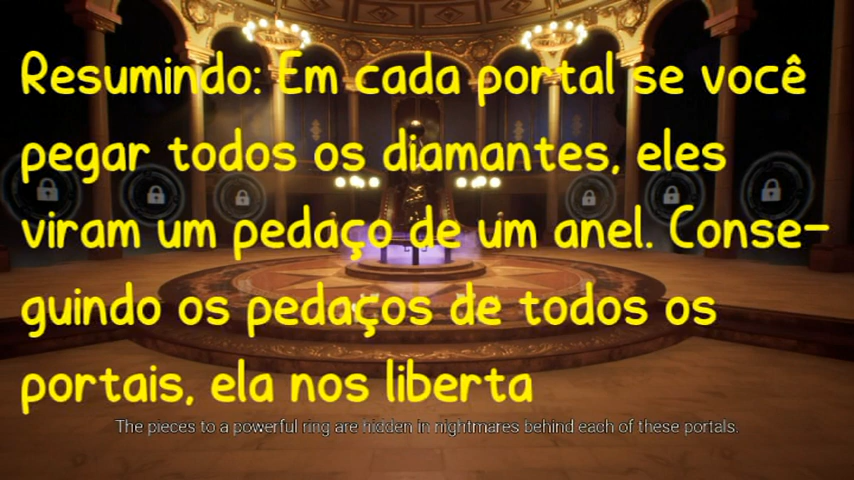 Resumindo: Em cada portal se você
pegar todos os diamantes, eles
viram um pedaço de um anel. Conse-
guindo os pedaços de todos os
portais, ela nos liberta
The pieces to a powerful ring are hidden in nightmares behind each of these portals.